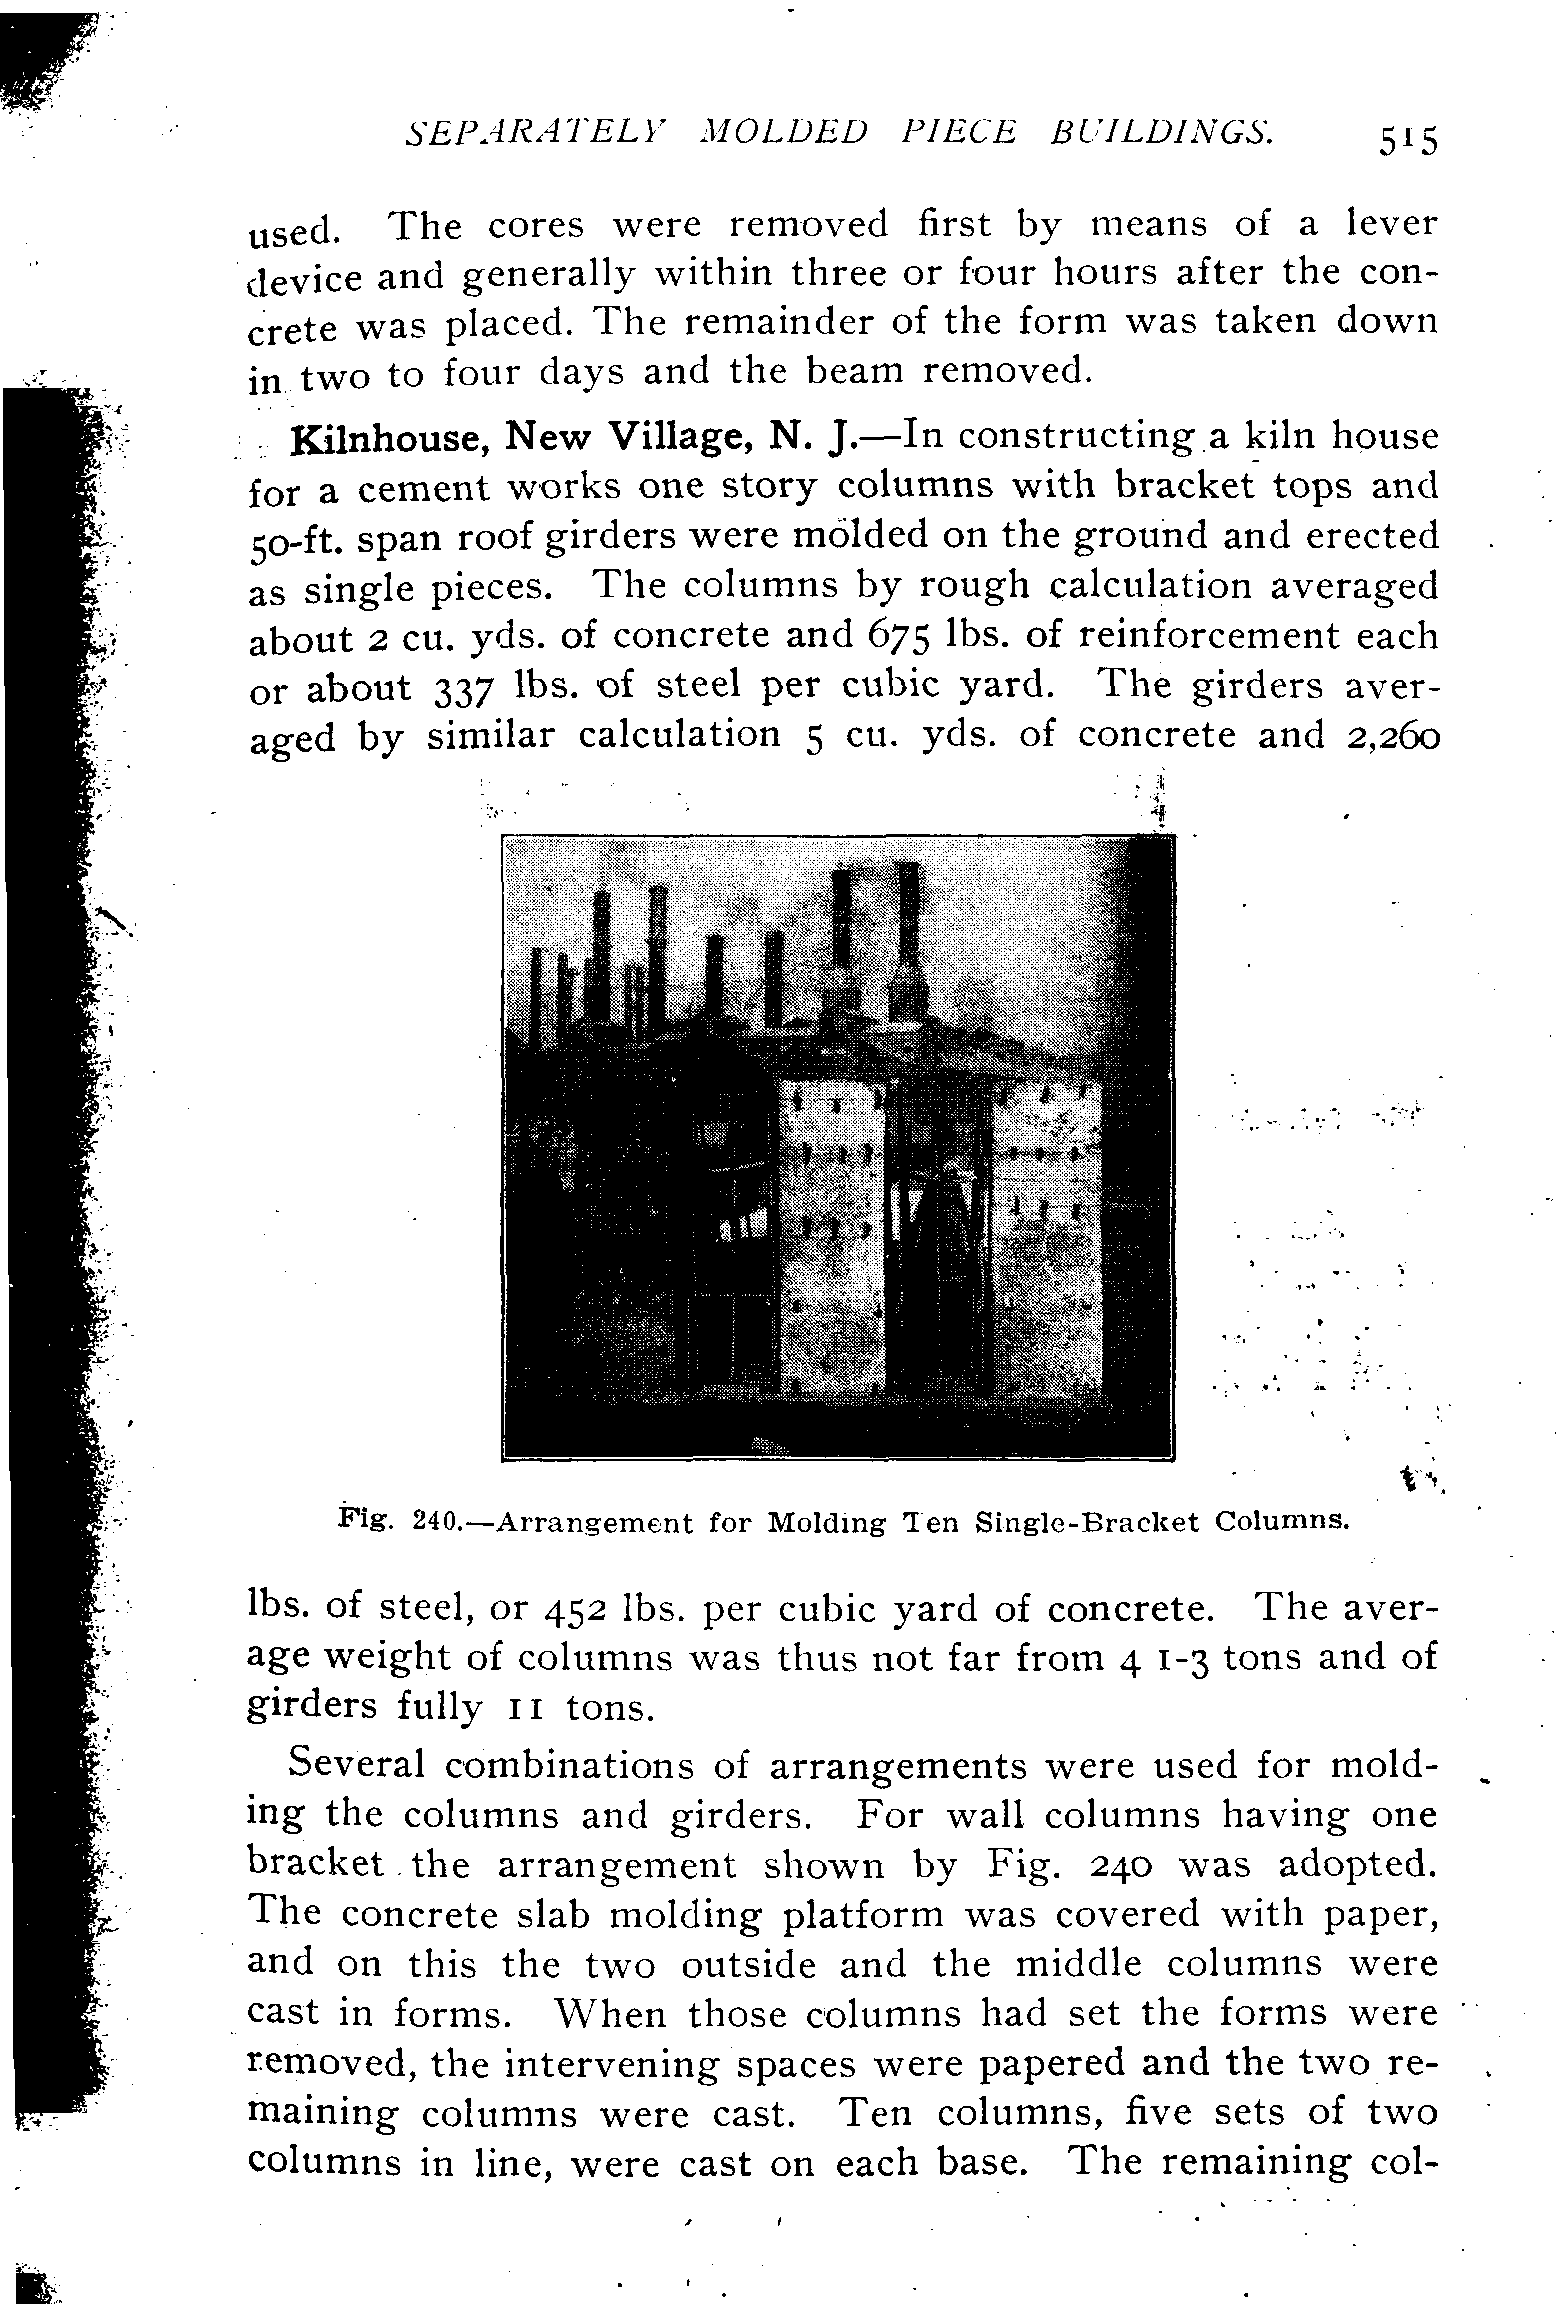 SEPARATELY MOLDED PIECE BUILDINGS. 515
used. The cores were removed first by means of a lever
device and generally within three or four hours after the con-
crete was placed. The remainder of the form was taken down
in two to four days and the beam removed.
Kilnhouse, New Village, N. J.—In constructing a kiln house
for a cement works one story columns with bracket tops and
50-ft. span roof girders were molded on the ground and erected
as single pieces. The columns by rough calculation averaged
about 2 cu. yds. of concrete and 675 lbs. of reinforcement each
or about 337 lbs. of steel per cubic yard. The girders aver-
aged by similar calculation 5 cu. yds. of concrete and 2,260
Fig. 240.—Arrangement for Molding Ten Single-Bracket Columns.
lbs. of steel, or 452 lbs. per cubic yard of concrete. The aver-
age weight of columns was thus not far from 4 1-3 tons and of
girders fully 11 tons.
Several combinations of arrangements were used for mold-
ing the columns and girders. For wall columns having one
bracket the arrangement shown by Fig. 240 was adopted.
The concrete slab molding platform was covered with paper,
and on this the two outside and the middle columns were
cast in forms. When those columns had set the forms were
removed, the intervening spaces were papered and the two re-
maining columns were cast. Ten columns, five sets of two
columns in line, were cast on each base. The remaining col-